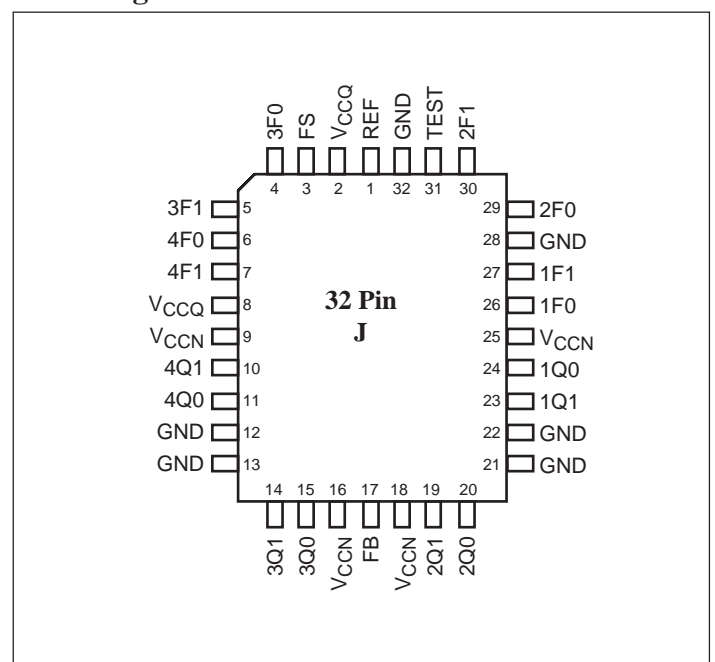 3F0 FS VCCQ REF GND TEST 2F1
4 3 2 1 32 31 30
3F1 5 29 2F0
4F0 6 28 GND
4F1 7 27 1F1
VCCQ 8 26 1F0
VCCN 9 25 VCCN
4Q1 10 24 1Q0
4Q0 11 23 1Q1
GND 12 22 GND
GND 13 21 GND
32 Pin
J
14 15 16 17 18 19 20
3Q1 3Q0 VCCN FB VCCN 2Q1 2Q0